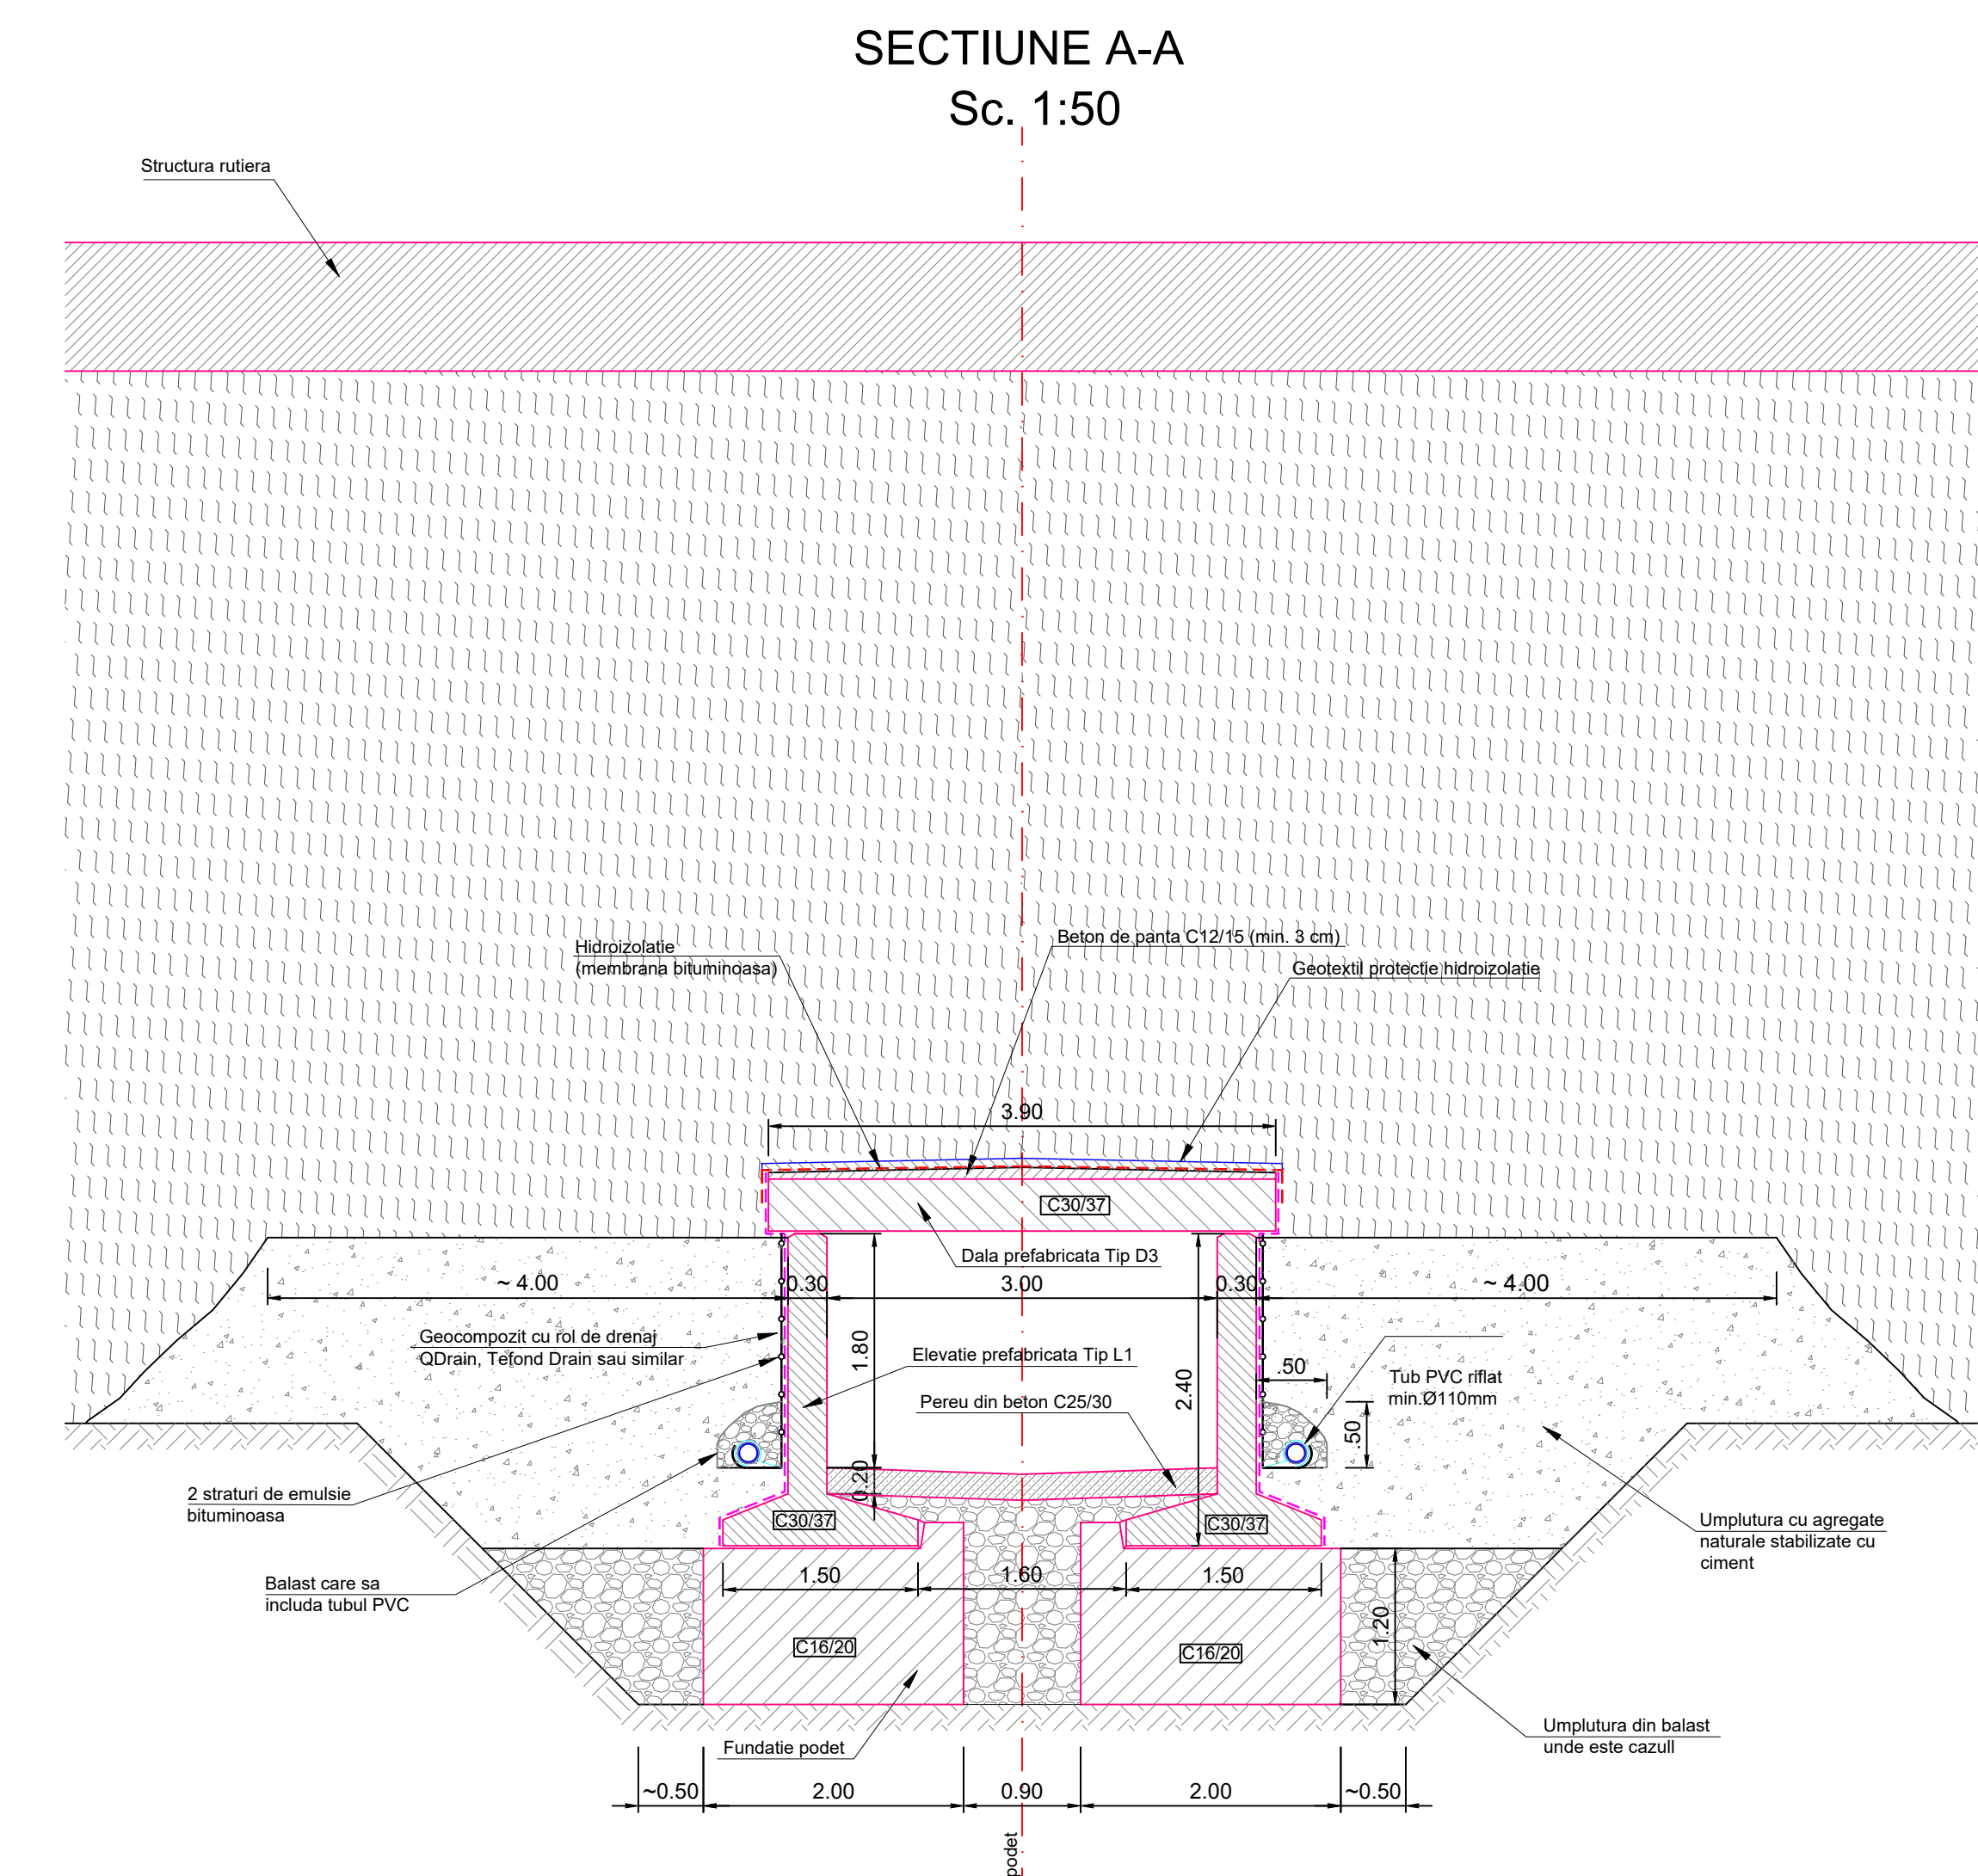 SECTIUNE A-A
Sc. 1:50
Structura rutiera
Hidroizolatie
(membrana bituminoasa)
Beton de panta C12/15 (min. 3 cm)
Geotextil protectie hidroizolatie
3.90
C30/37
Dala prefabricata Tip D3
~ 4.00
0.30
3.00
0.30
~ 4.00
Geocompozit cu rol de drenaj
QDrain, Tefond Drain sau similar
1.80
Elevatie prefabricata Tip L1
Pereu din beton C25/30
2.40
.50
Tub PVC riflat
min.Ø110mm
.50
0.20
2 straturi de emulsie
bituminoasa
C30/37
C30/37
Umplutura cu agregate
naturale stabilizate cu
ciment
Balast care sa
includa tubul PVC
1.50
1.60
1.50
1.20
C16/20
C16/20
Fundatie podet
Umplutura din balast
unde este cazull
~0.50
2.00
0.90
2.00
~0.50
podet